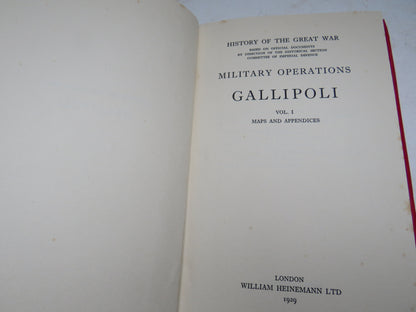 HISTORY OF THE GREAT WAR
BASED ON OFFICIAL DOCUMENTS
BY DIRECTION OF THE HISTORICAL SECTION
COMMITTEE OF IMPERIAL DEFENCE
MILITARY OPERATIONS
GALLIPOLI
VOL. I
MAPS AND APPENDICES
LONDON
WILLIAM HEINEMANN LTD
1929